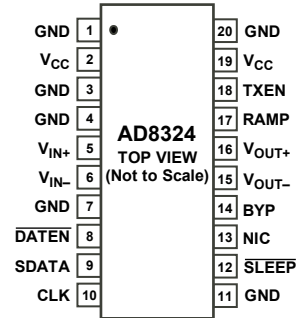 GND 1 20 GND
VCC 2 19 VCC
GND 3 18 TXEN
GND 4 17 RAMP
AD8324
VIN+ 5 16 VOUT+
TOP VIEW
VIN– 6 (Not to Scale) 15 VOUT–
GND 7 14 BYP
DATEN 8 13 NIC
SDATA 9 12 SLEEP
CLK 10 11 GND